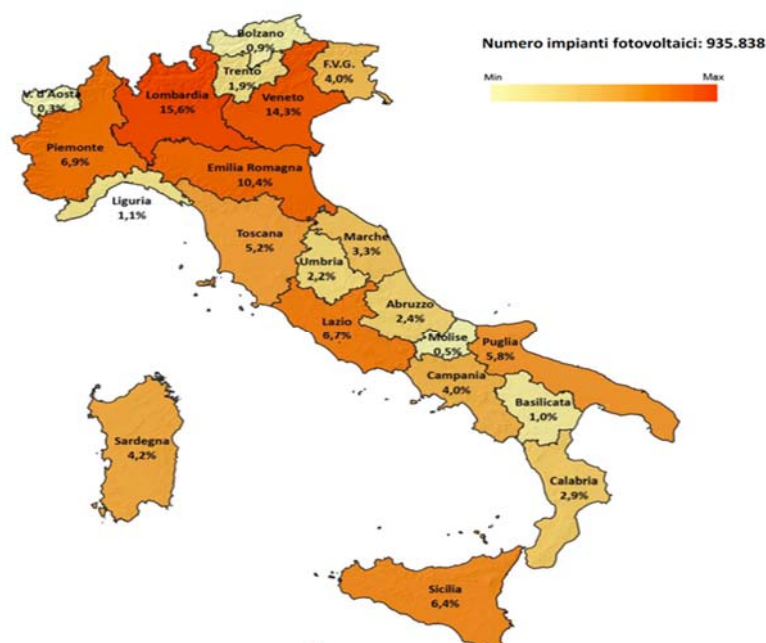 Numero impianti fotovoltaici: 935.838
Min
Max
Bolzano
0,9%
Trento
1,9%
F.V.G.
4,0%
V. d'Aosta
0,3%
Lombardia
15,6%
Veneto
14,3%
Piemonte
6,9%
Emilia Romagna
10,4%
Liguria
1,1%
Toscana
5,2%
Marche
3,3%
Umbria
2,2%
Abruzzo
2,4%
Lazio
6,7%
Molise
0,5%
Puglia
5,8%
Campania
4,0%
Basilicata
1,0%
Sardegna
4,2%
Calabria
2,9%
Sicilia
6,4%